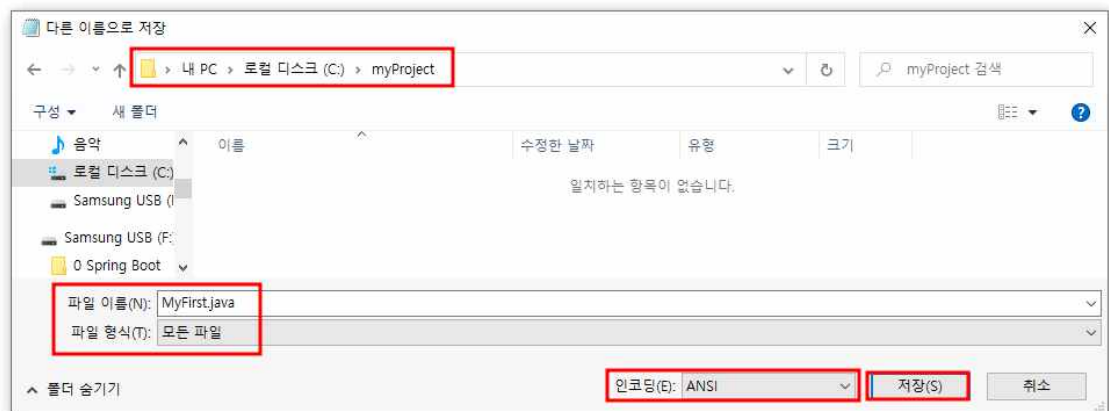 다른 이름으로 저장
내 PC > 로컬 디스크 (C:) > myProject
myProject 검색
구성
새 폴더
음악
로컬 디스크 (C:)
Samsung USB (
Samsung USB (F:
0 Spring Boot
이름
수정한 날짜
유형
크기
일치하는 항목이 없습니다.
파일 이름(N): MyFirst.java
파일 형식(T): 모든 파일
폴더 숨기기
인코딩(E): ANSI
저장(S)
취소